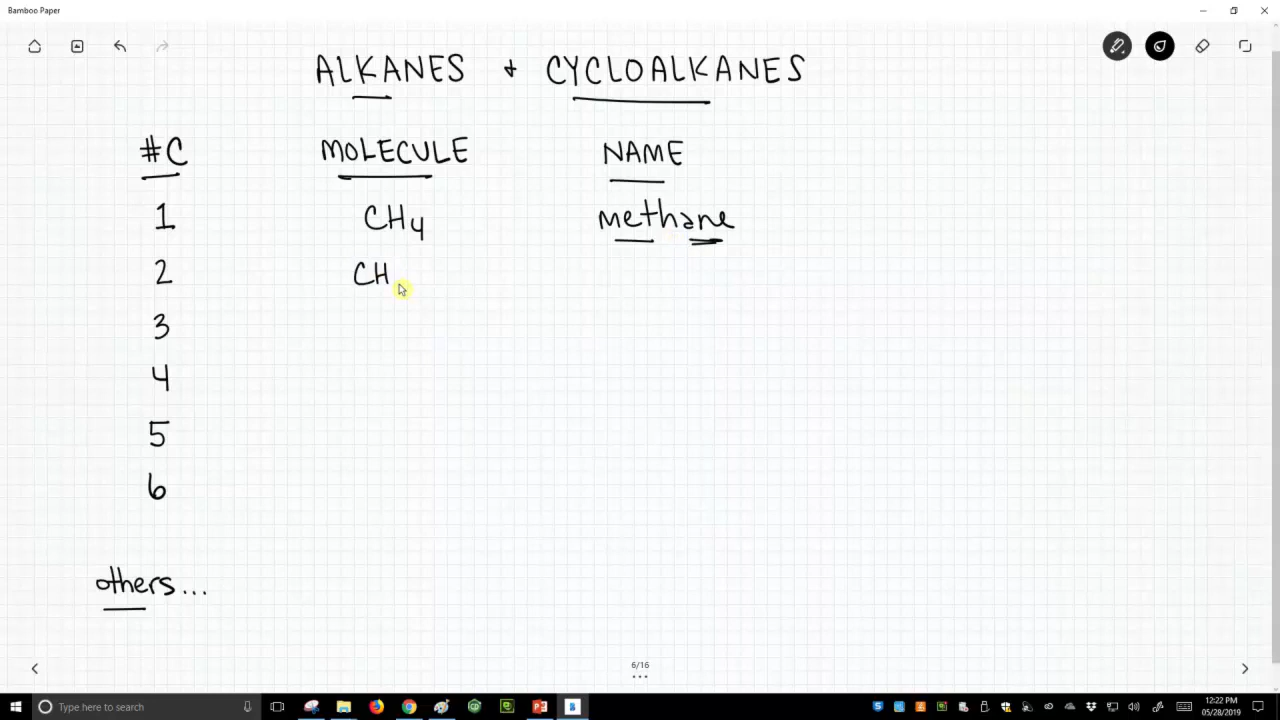 Bamboo Paper
ALKANES + CYCLOALKANES
#C MOLECULE NAME
1 CH4 methane
2 CH
3
4
5
6
others...
6/16
Type here to search
12:22 PM
05/28/2019